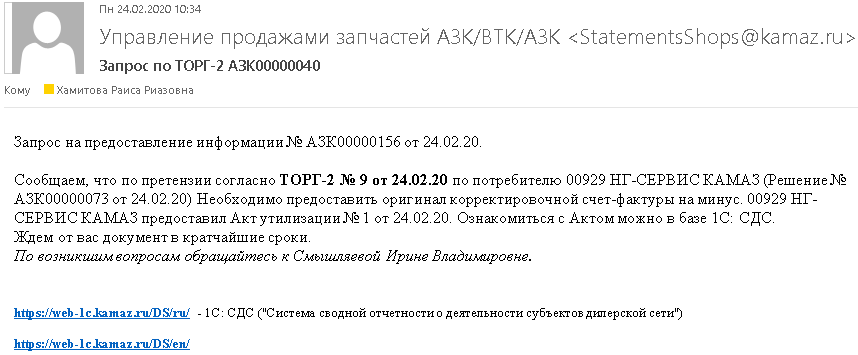 Пн 24.02.2020 10:34
Управление продажами запчастей АЗК/ВТК/АЗК <StatementsShops@kamaz.ru>
Запрос по ТОРГ-2 АЗК00000040
Кому Хамитова Раиса Риазовна
Запрос на предоставление информации № АЗК00000156 от 24.02.20.
Сообщаем, что по претензии согласно ТОРГ-2 № 9 от 24.02.20 по потребителю 00929 НГ-СЕРВИС КАМАЗ (Решение №
АЗК00000073 от 24.02.20) Необходимо предоставить оригинал корректировочной счет-фактуры на минус. 00929 НГ-
СЕРВИС КАМАЗ предоставил Акт утилизации № 1 от 24.02.20. Ознакомиться с Актом можно в базе 1С: СДС.
Ждем от вас документ в кратчайшие сроки.
По возникшим вопросам обращайтесь к Смышляевой Ирине Владимировне.
https://web-1c.kamaz.ru/DS/ru/ - 1С: СДС ("Система сводной отчетности о деятельности субъектов дилерской сети")
https://web-1c.kamaz.ru/DS/en/